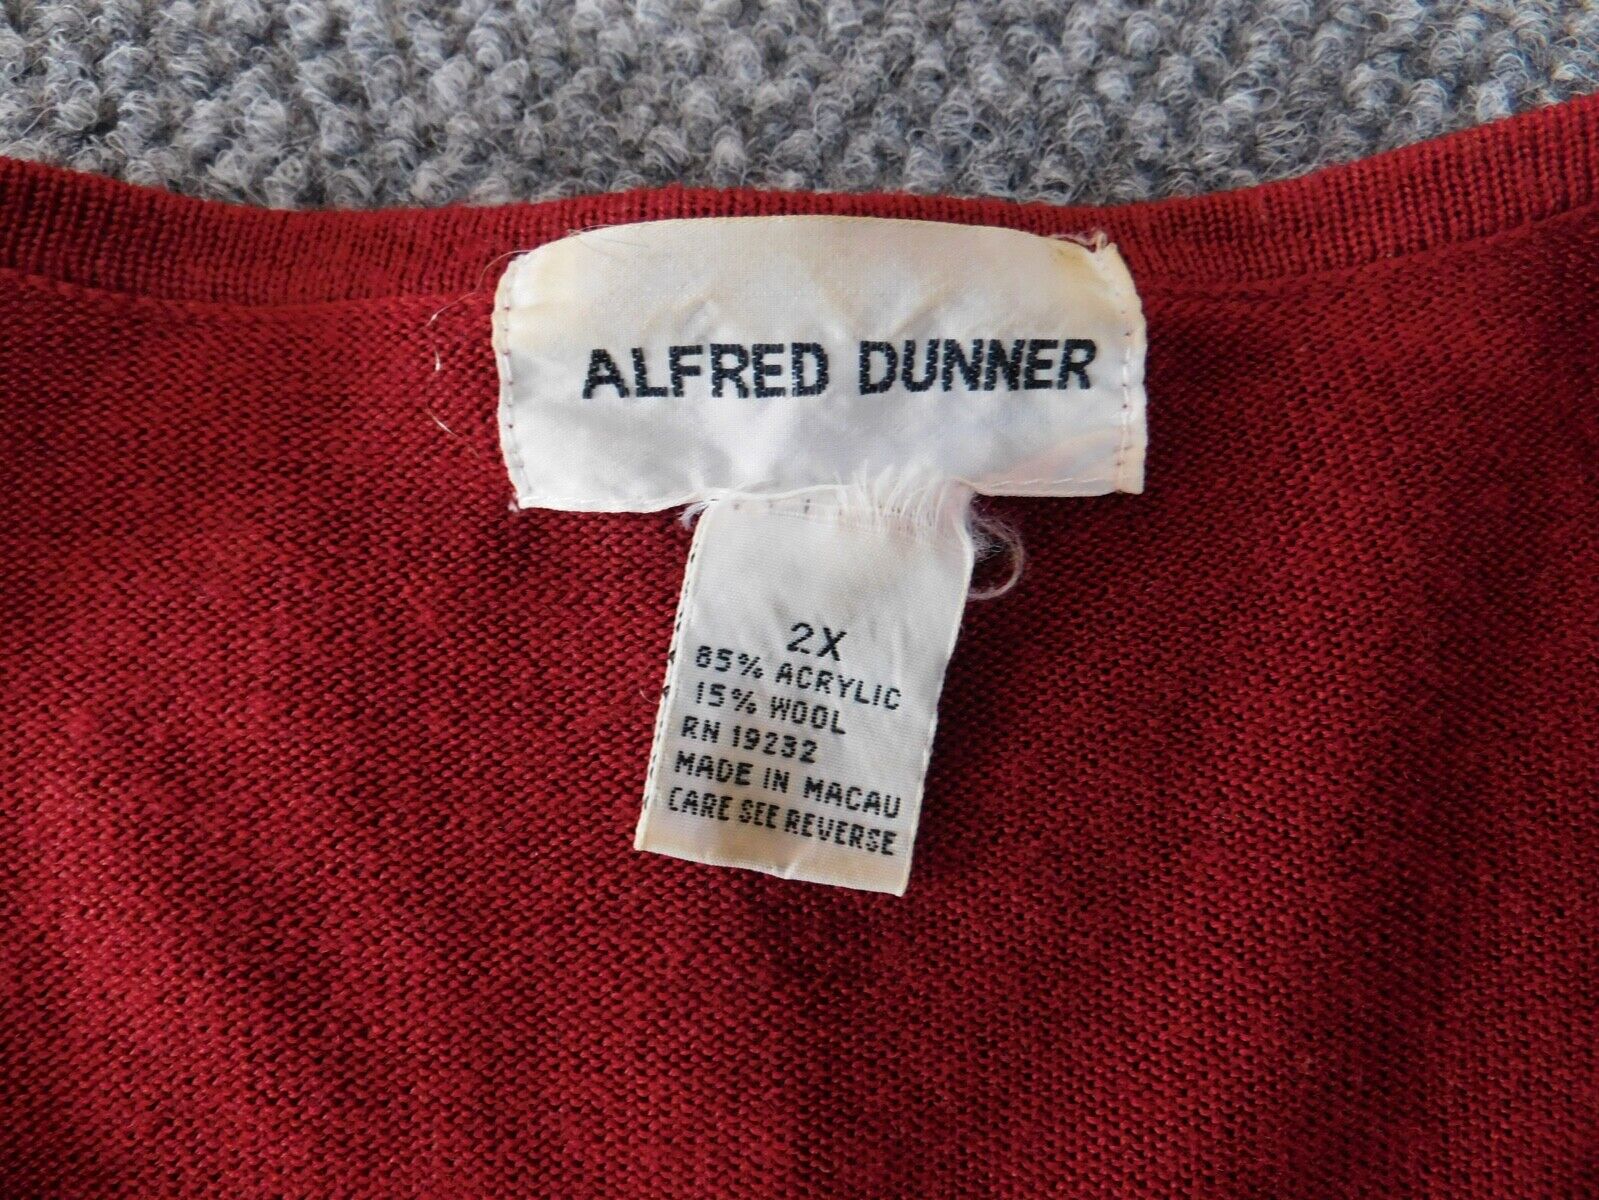 ALFRED DUNNER
2X
85% ACRYLIC
15% WOOL
RN 19232
MADE IN MACAU
CARE SEE REVERSE